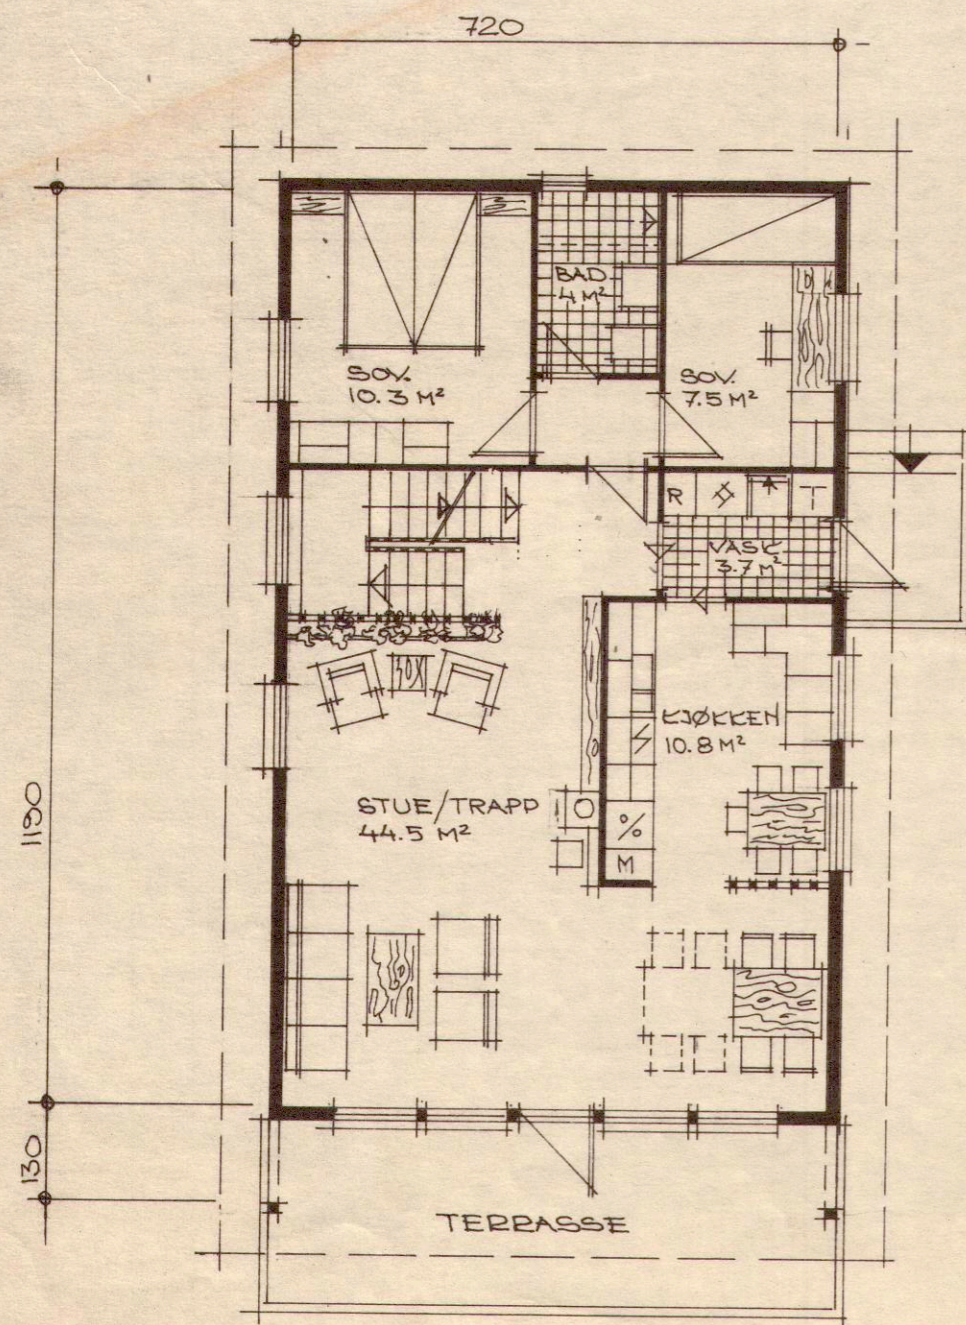 720
BAD
4 M²
SOV.
10.3 M²
SOV.
7.5 M²
R
T
VASK
3.7 M²
KJØKKEN
10.8 M²
STUE/TRAPP
44.5 M²
%
M
1190
130
TERRASSE